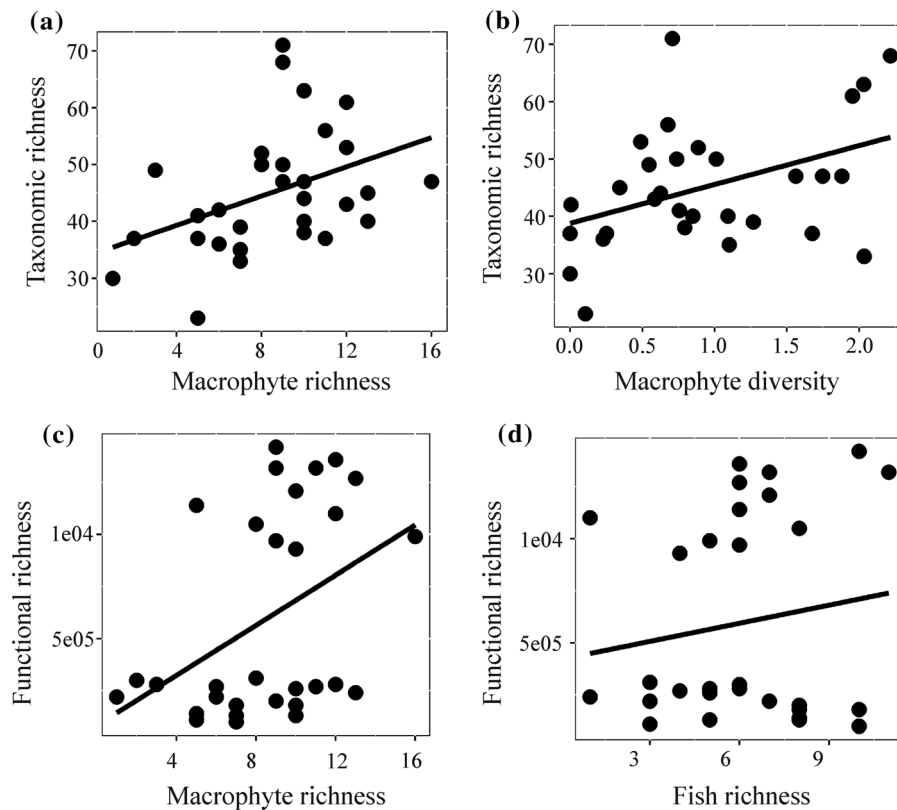 (a)
Taxonomic richness
70
60
50
40
30
0 4 8 12 16
Macrophyte richness
(b)
Taxonomic richness
70
50
30
0.0 0.5 1.0 1.5 2.0
Macrophyte diversity
(c)
Functional richness
1e04
5e05
4 8 12 16
Macrophyte richness
(d)
Functional richness
1e04
5e05
3 6 9
Fish richness